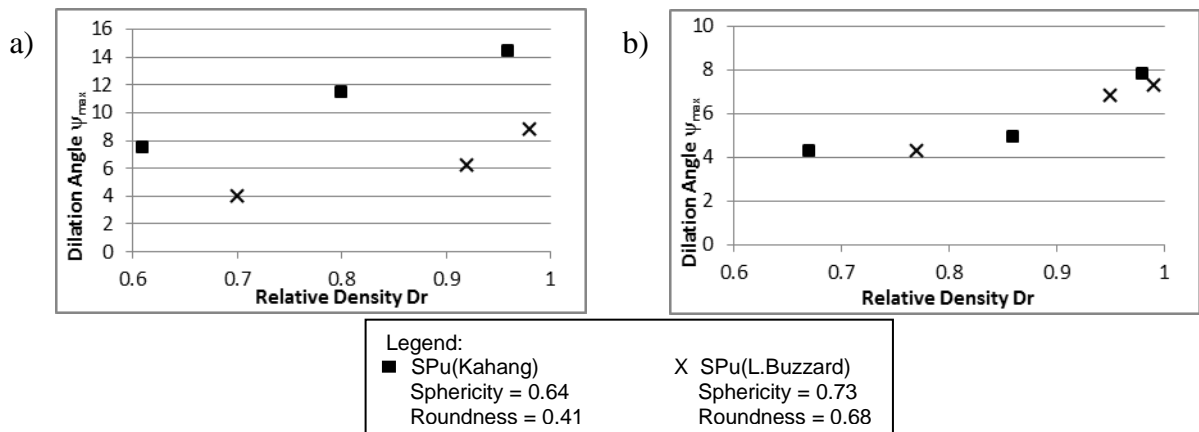 a)
16
14
12
10
8
6
4
2
0
Dilation Angle ψmax
0.6 0.7 0.8 0.9 1
Relative Density Dr
b)
10
8
6
4
2
0
Dilation Angle ψmax
0.6 0.7 0.8 0.9 1
Relative Density Dr
Legend:
SPu(Kahang)
Sphericity = 0.64
Roundness = 0.41
X SPu(L.Buzzard)
Sphericity = 0.73
Roundness = 0.68